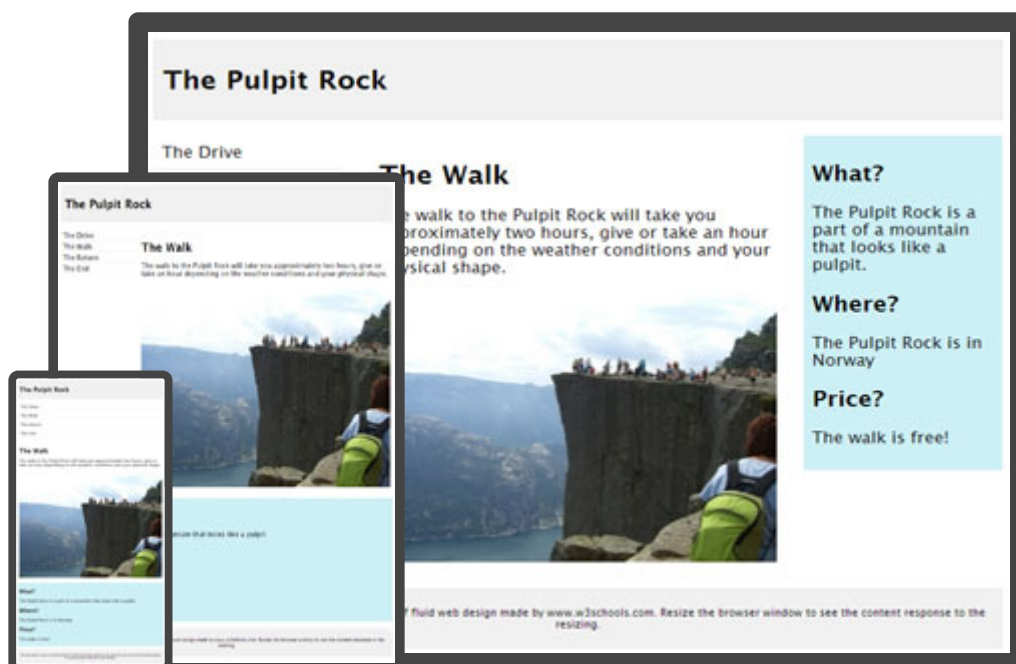 The Pulpit Rock
The Drive
The Walk
walk to the Pulpit Rock will take you
proximately two hours, give or take an hour
pending on the weather conditions and your
ysical shape.
What?
The Pulpit Rock is a
part of a mountain
that looks like a
pulpit.
Where?
The Pulpit Rock is in
Norway
Price?
The walk is free!
fluid web design made by www.w3schools.com. Resize the browser window to see the content response to the
resizing.
The Pulpit Rock
The Drive
The Walk
The Return
The End
The Walk
The walk to the Pulpit Rock will take you approximately two hours, give or
take an hour depending on the weather conditions and your physical shape.
that looks like a pulpit.
The Pulpit Rock
The Walk
What?
Where?
Price?